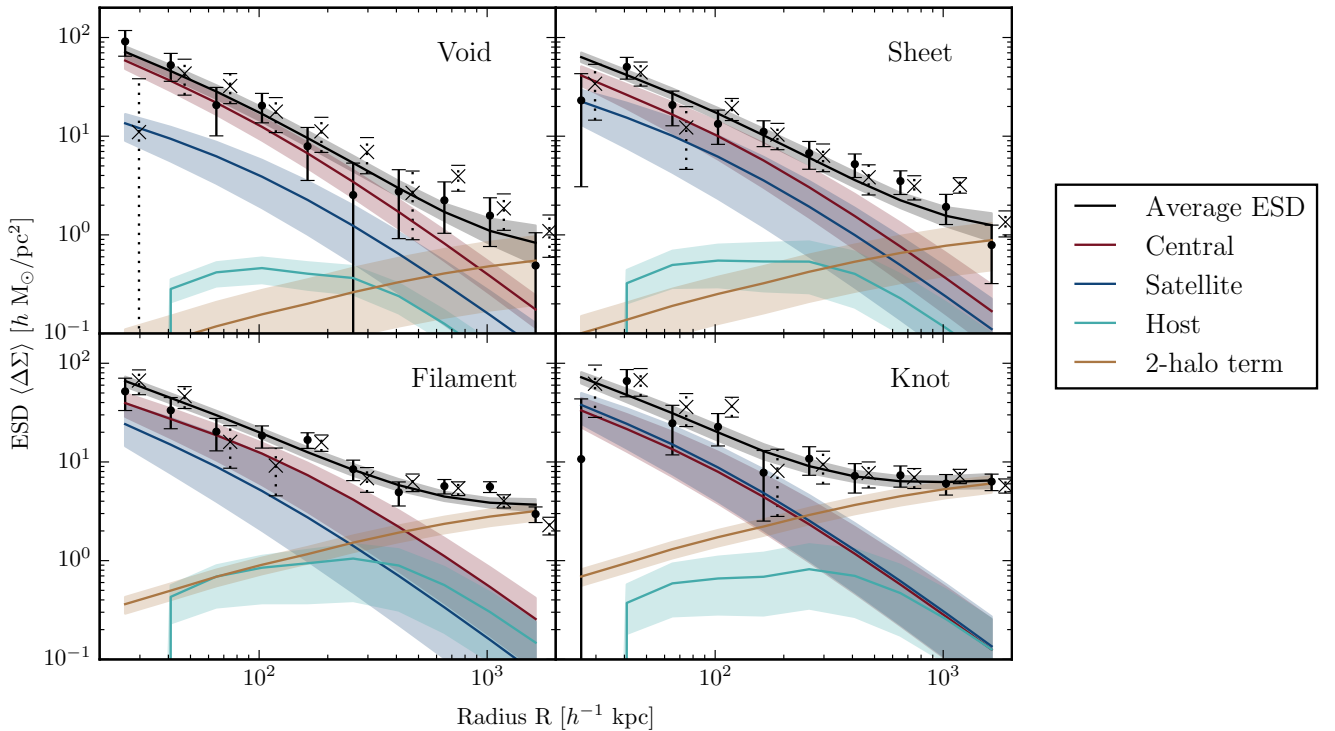 Void
Sheet
Filament
Knot
10²
10¹
10⁰
10⁻¹
10²
10¹
10⁰
10⁻¹
ESD ⟨ΔΣ⟩ [h M⊙/pc²]
10²
10³
10²
10³
Radius R [h⁻¹ kpc]
Average ESD
Central
Satellite
Host
2-halo term